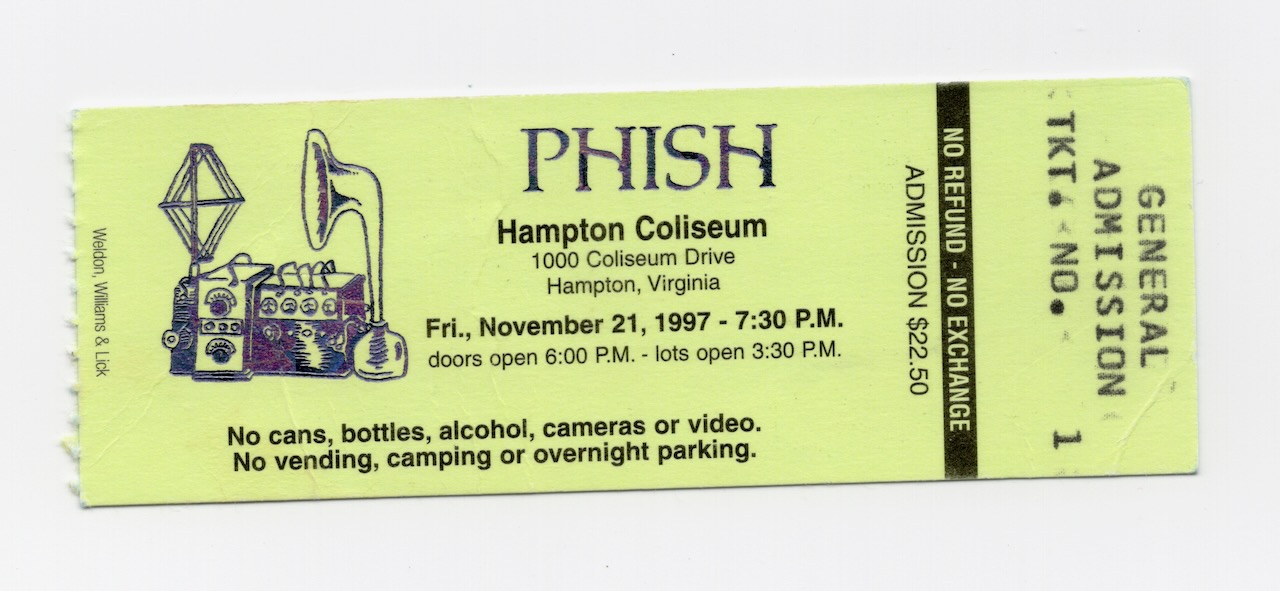 PHISH
Hampton Coliseum
1000 Coliseum Drive
Hampton, Virginia
Fri., November 21, 1997 - 7:30 P.M.
doors open 6:00 P.M. - lots open 3:30 P.M.
No cans, bottles, alcohol, cameras or video.
No vending, camping or overnight parking.
Weldon, Williams & Lick
ADMISSION $22.50
NO REFUND - NO EXCHANGE
GENERAL
ADMISSION
TKT. NO. 1